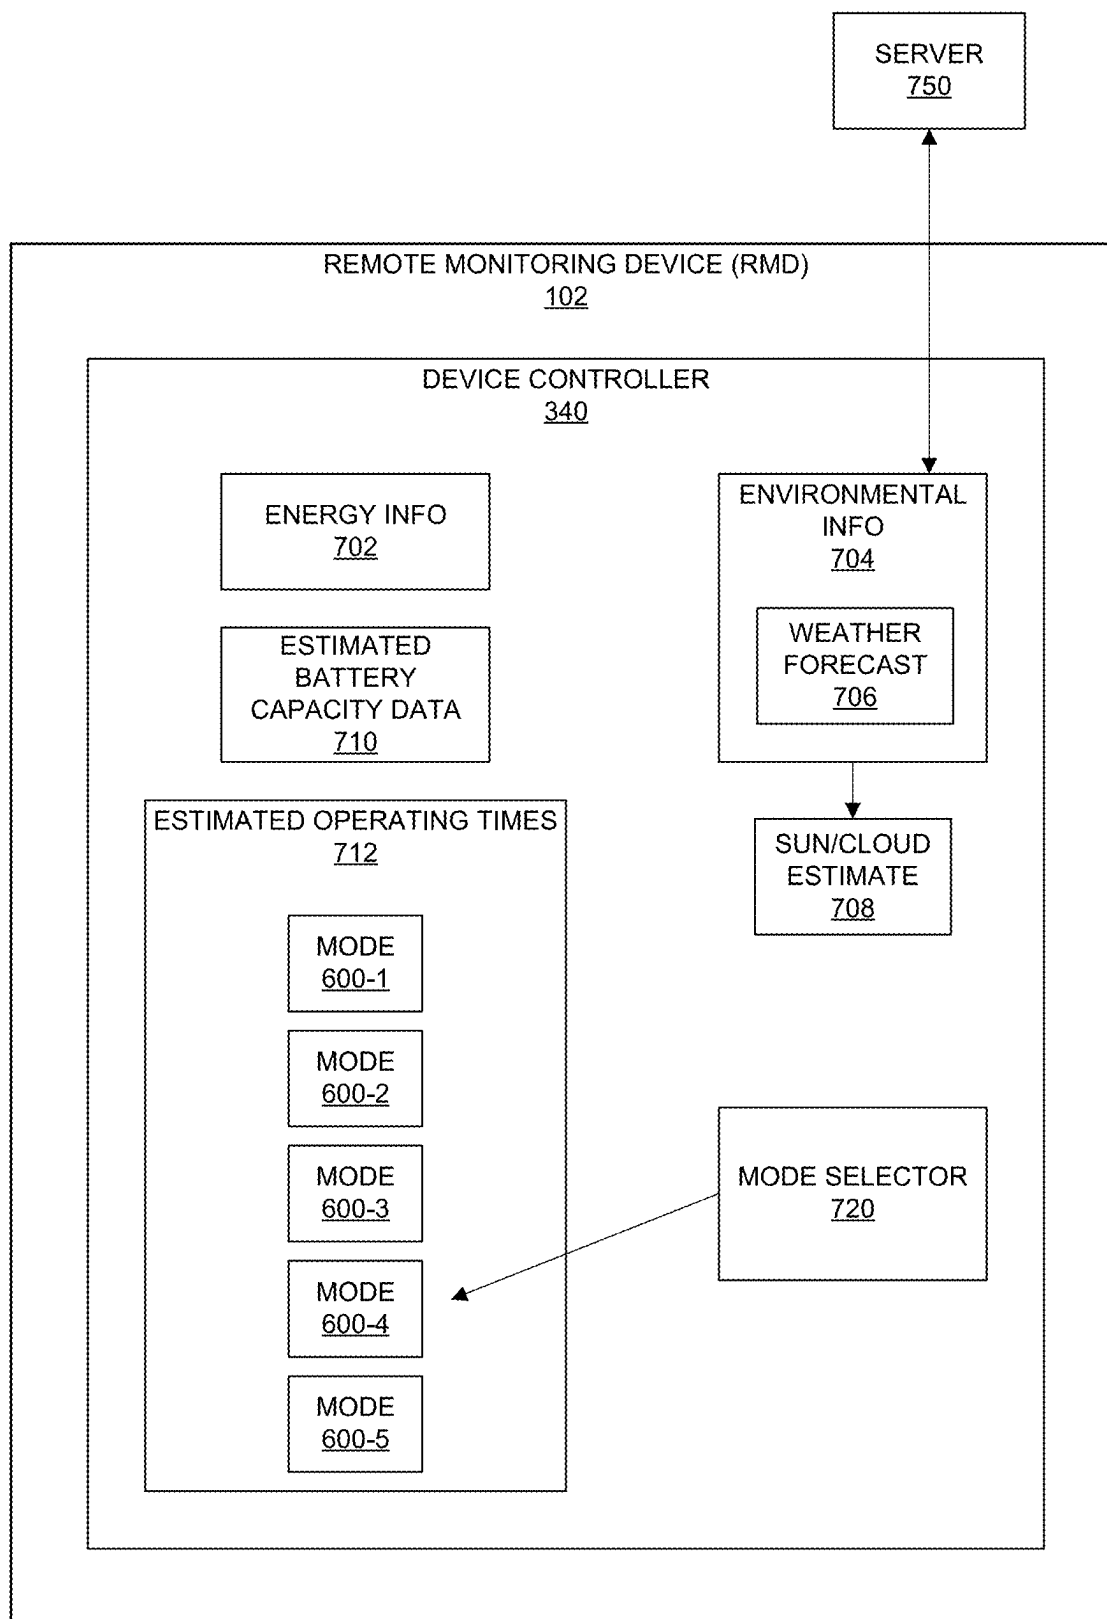 SERVER
750
REMOTE MONITORING DEVICE (RMD)
102
DEVICE CONTROLLER
340
ENERGY INFO
702
ENVIRONMENTAL
INFO
704
WEATHER
FORECAST
706
ESTIMATED
BATTERY
CAPACITY DATA
710
ESTIMATED OPERATING TIMES
712
SUN/CLOUD
ESTIMATE
708
MODE
600-1
MODE
600-2
MODE
600-3
MODE
600-4
MODE
600-5
MODE SELECTOR
720